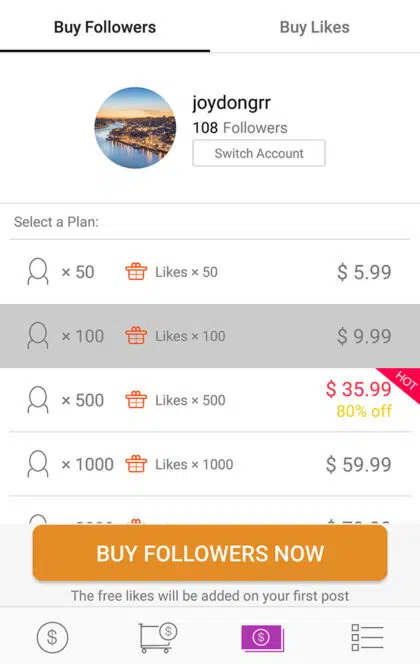 Buy Followers
Buy Likes
joydongrr
108 Followers
Switch Account
Select a Plan:
× 50 Likes × 50 $ 5.99
× 100 Likes × 100 $ 9.99
HOT
× 500 Likes × 500 $ 35.99
80% off
× 1000 Likes × 1000 $ 59.99
BUY FOLLOWERS NOW
The free likes will be added on your first post
$
$
$